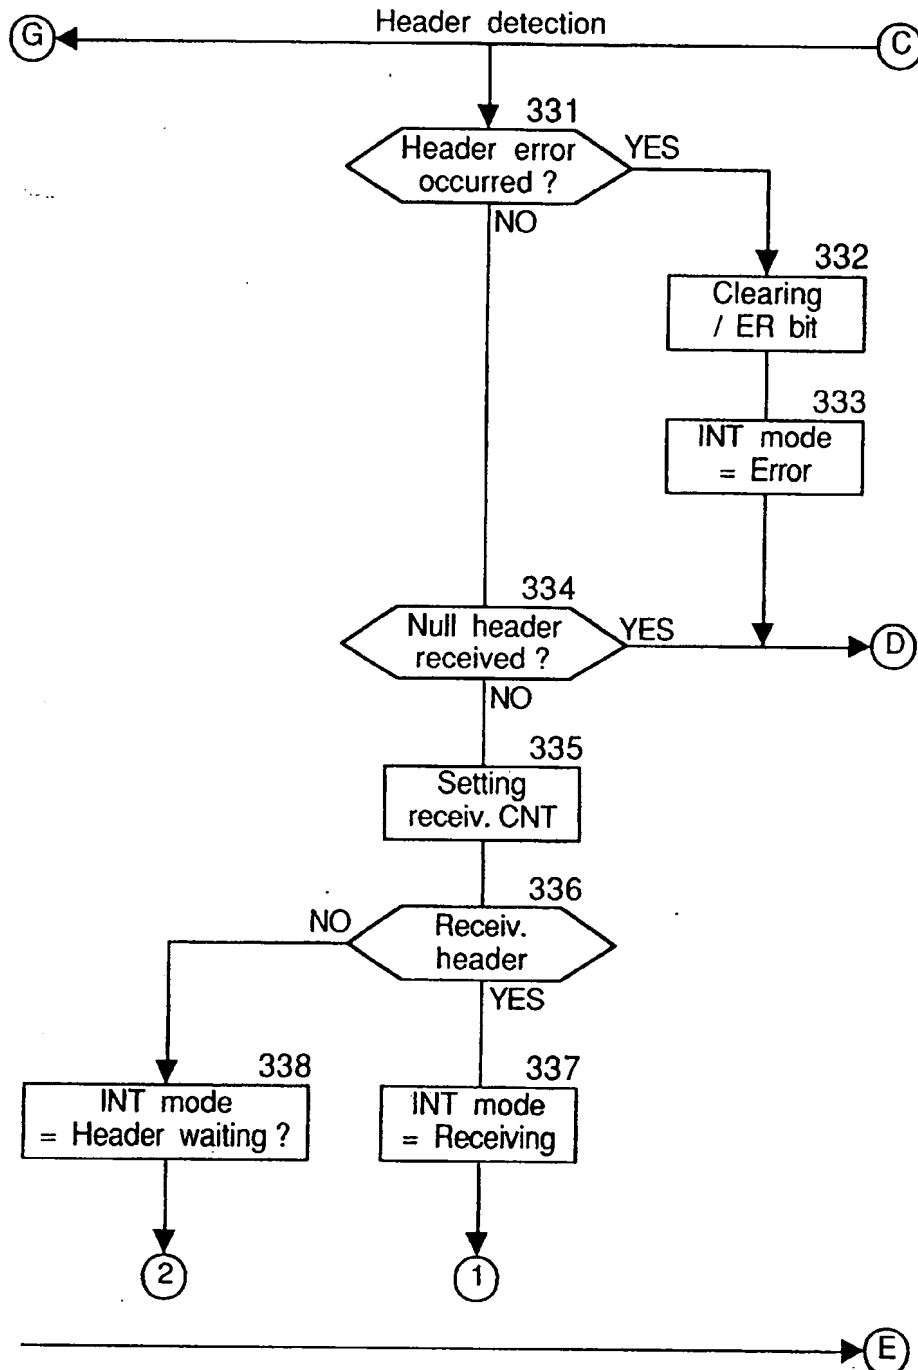 Header detection
G
C
331
Header error
occurred ?
YES
NO
332
Clearing
/ ER bit
333
INT mode
= Error
334
Null header
received ?
YES
D
NO
335
Setting
receiv. CNT
336
NO
Receiv.
header
YES
338
INT mode
= Header waiting ?
337
INT mode
= Receiving
2
1
E